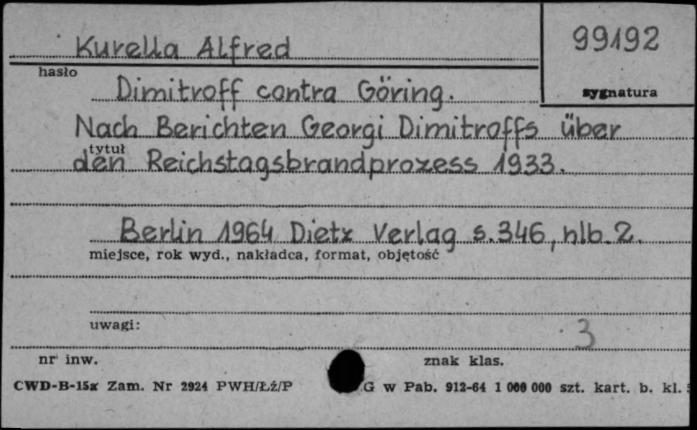 Kurella Alfred
99192
hasło
sygnatura
Dimitroff contra Göring.
Nach Berichten Georgi Dimitroffs über
tytuł
den Reichstagsbrandprozess 1933.
Berlin 1964 Dietz Verlag s.346, nlb.2.
miejsce, rok wyd., nakładca, format, objętość
uwagi:
3
nr inw.
znak klas.
CWD-B-15a Zam. Nr 2924 PWH/Łź/P G w Pab. 912-64 1 000 000 szt. kart. b. kl.